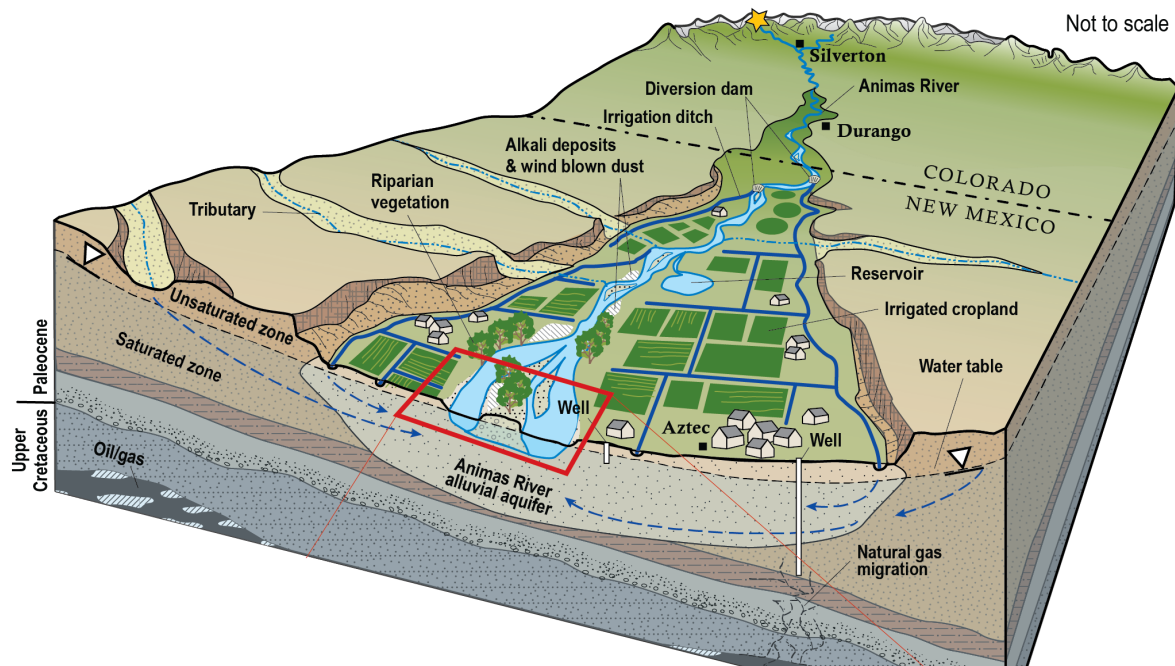 Not to scale
Silverton
Diversion dam
Animas River
Irrigation ditch
Durango
Alkali deposits
& wind blown dust
COLORADO
NEW MEXICO
Riparian
vegetation
Tributary
Reservoir
Unsaturated zone
Irrigated cropland
Saturated zone
Water table
Paleocene
Well
Aztec
Well
Upper
Cretaceous
Oil/gas
Animas River
alluvial aquifer
Natural gas
migration